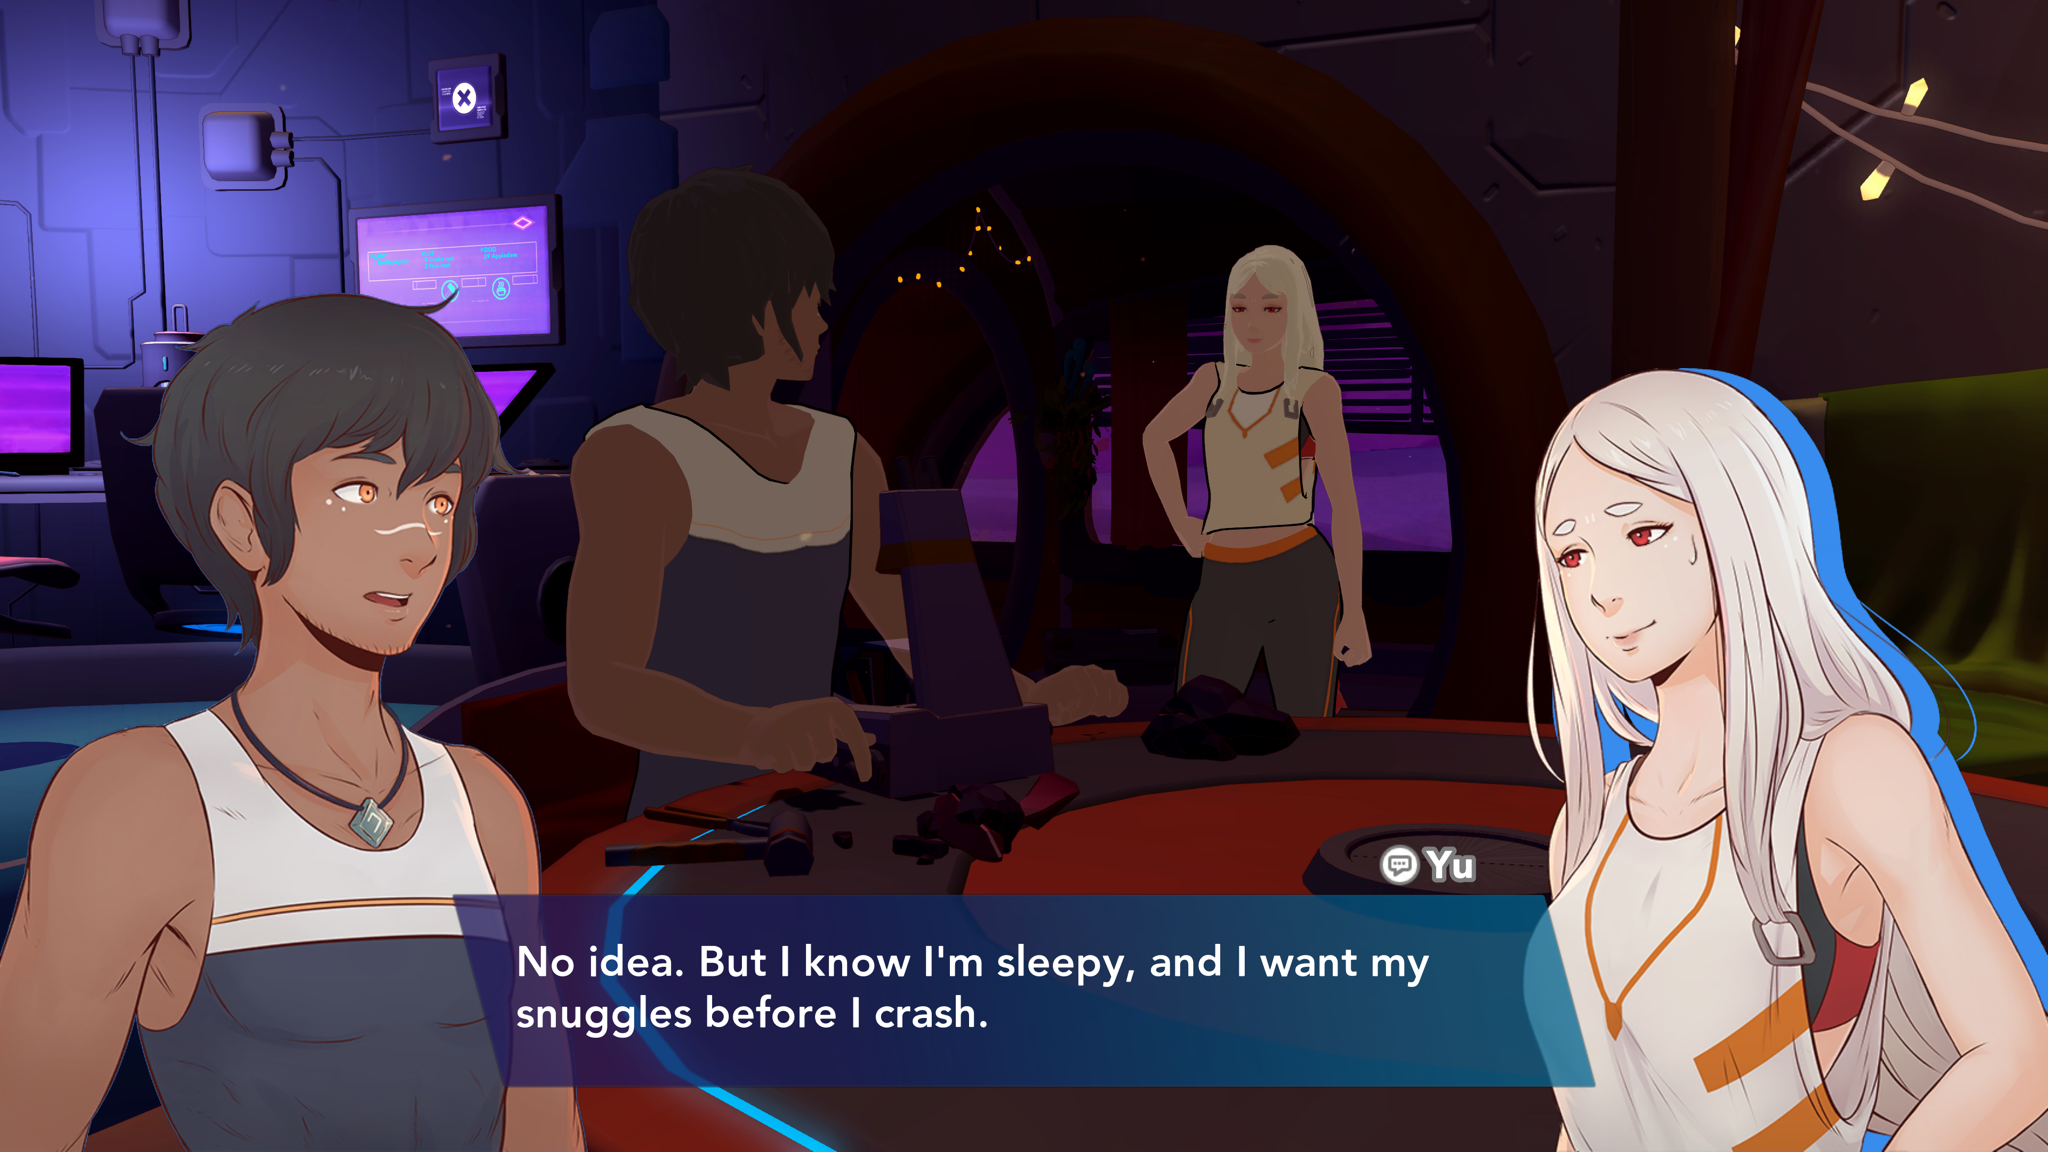 Yu
No idea. But I know I'm sleepy, and I want my
snuggles before I crash.